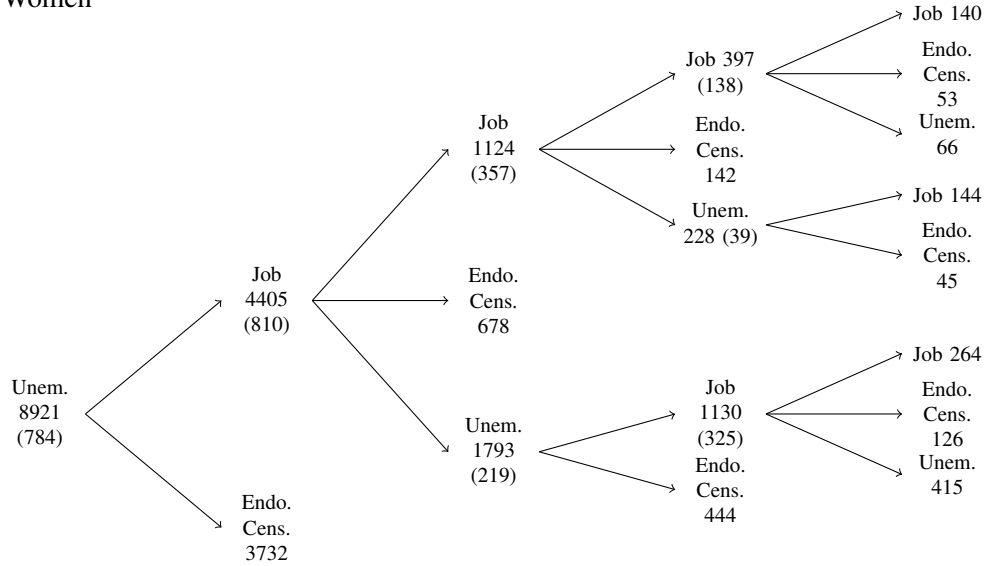 Women
Unem.
8921
(784)
Job
4405
(810)
Endo.
Cens.
3732
Job
1124
(357)
Endo.
Cens.
678
Unem.
1793
(219)
Job 397
(138)
Endo.
Cens.
142
Unem.
228 (39)
Job
1130
(325)
Endo.
Cens.
444
Job 140
Endo.
Cens.
53
Unem.
66
Job 144
Endo.
Cens.
45
Job 264
Endo.
Cens.
126
Unem.
415